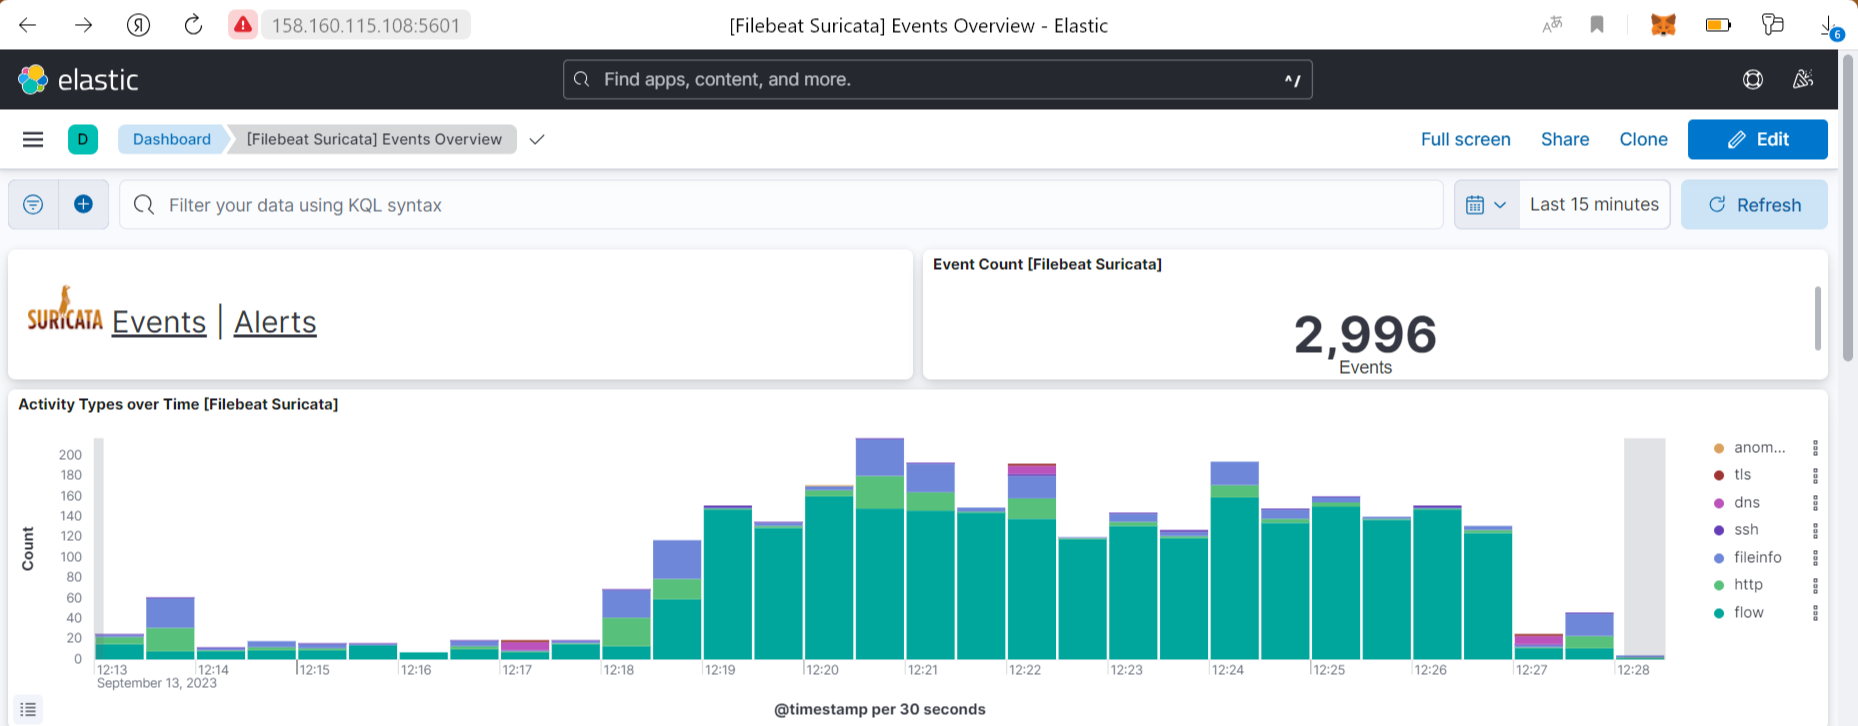 Я
158.160.115.108:5601
[Filebeat Suricata] Events Overview - Elastic
6
elastic
Find apps, content, and more.
^/
D
Dashboard
[Filebeat Suricata] Events Overview
Full screen
Share
Clone
Edit
Filter your data using KQL syntax
Last 15 minutes
Refresh
SURICATA
Events | Alerts
Event Count [Filebeat Suricata]
2,996
Events
Activity Types over Time [Filebeat Suricata]
Count
200
180
160
140
120
100
80
60
40
20
0
12:13
September 13, 2023
12:14
12:15
12:16
12:17
12:18
12:19
12:20
12:21
12:22
12:23
12:24
12:25
12:26
12:27
12:28
@timestamp per 30 seconds
anom...
tls
dns
ssh
fileinfo
http
flow